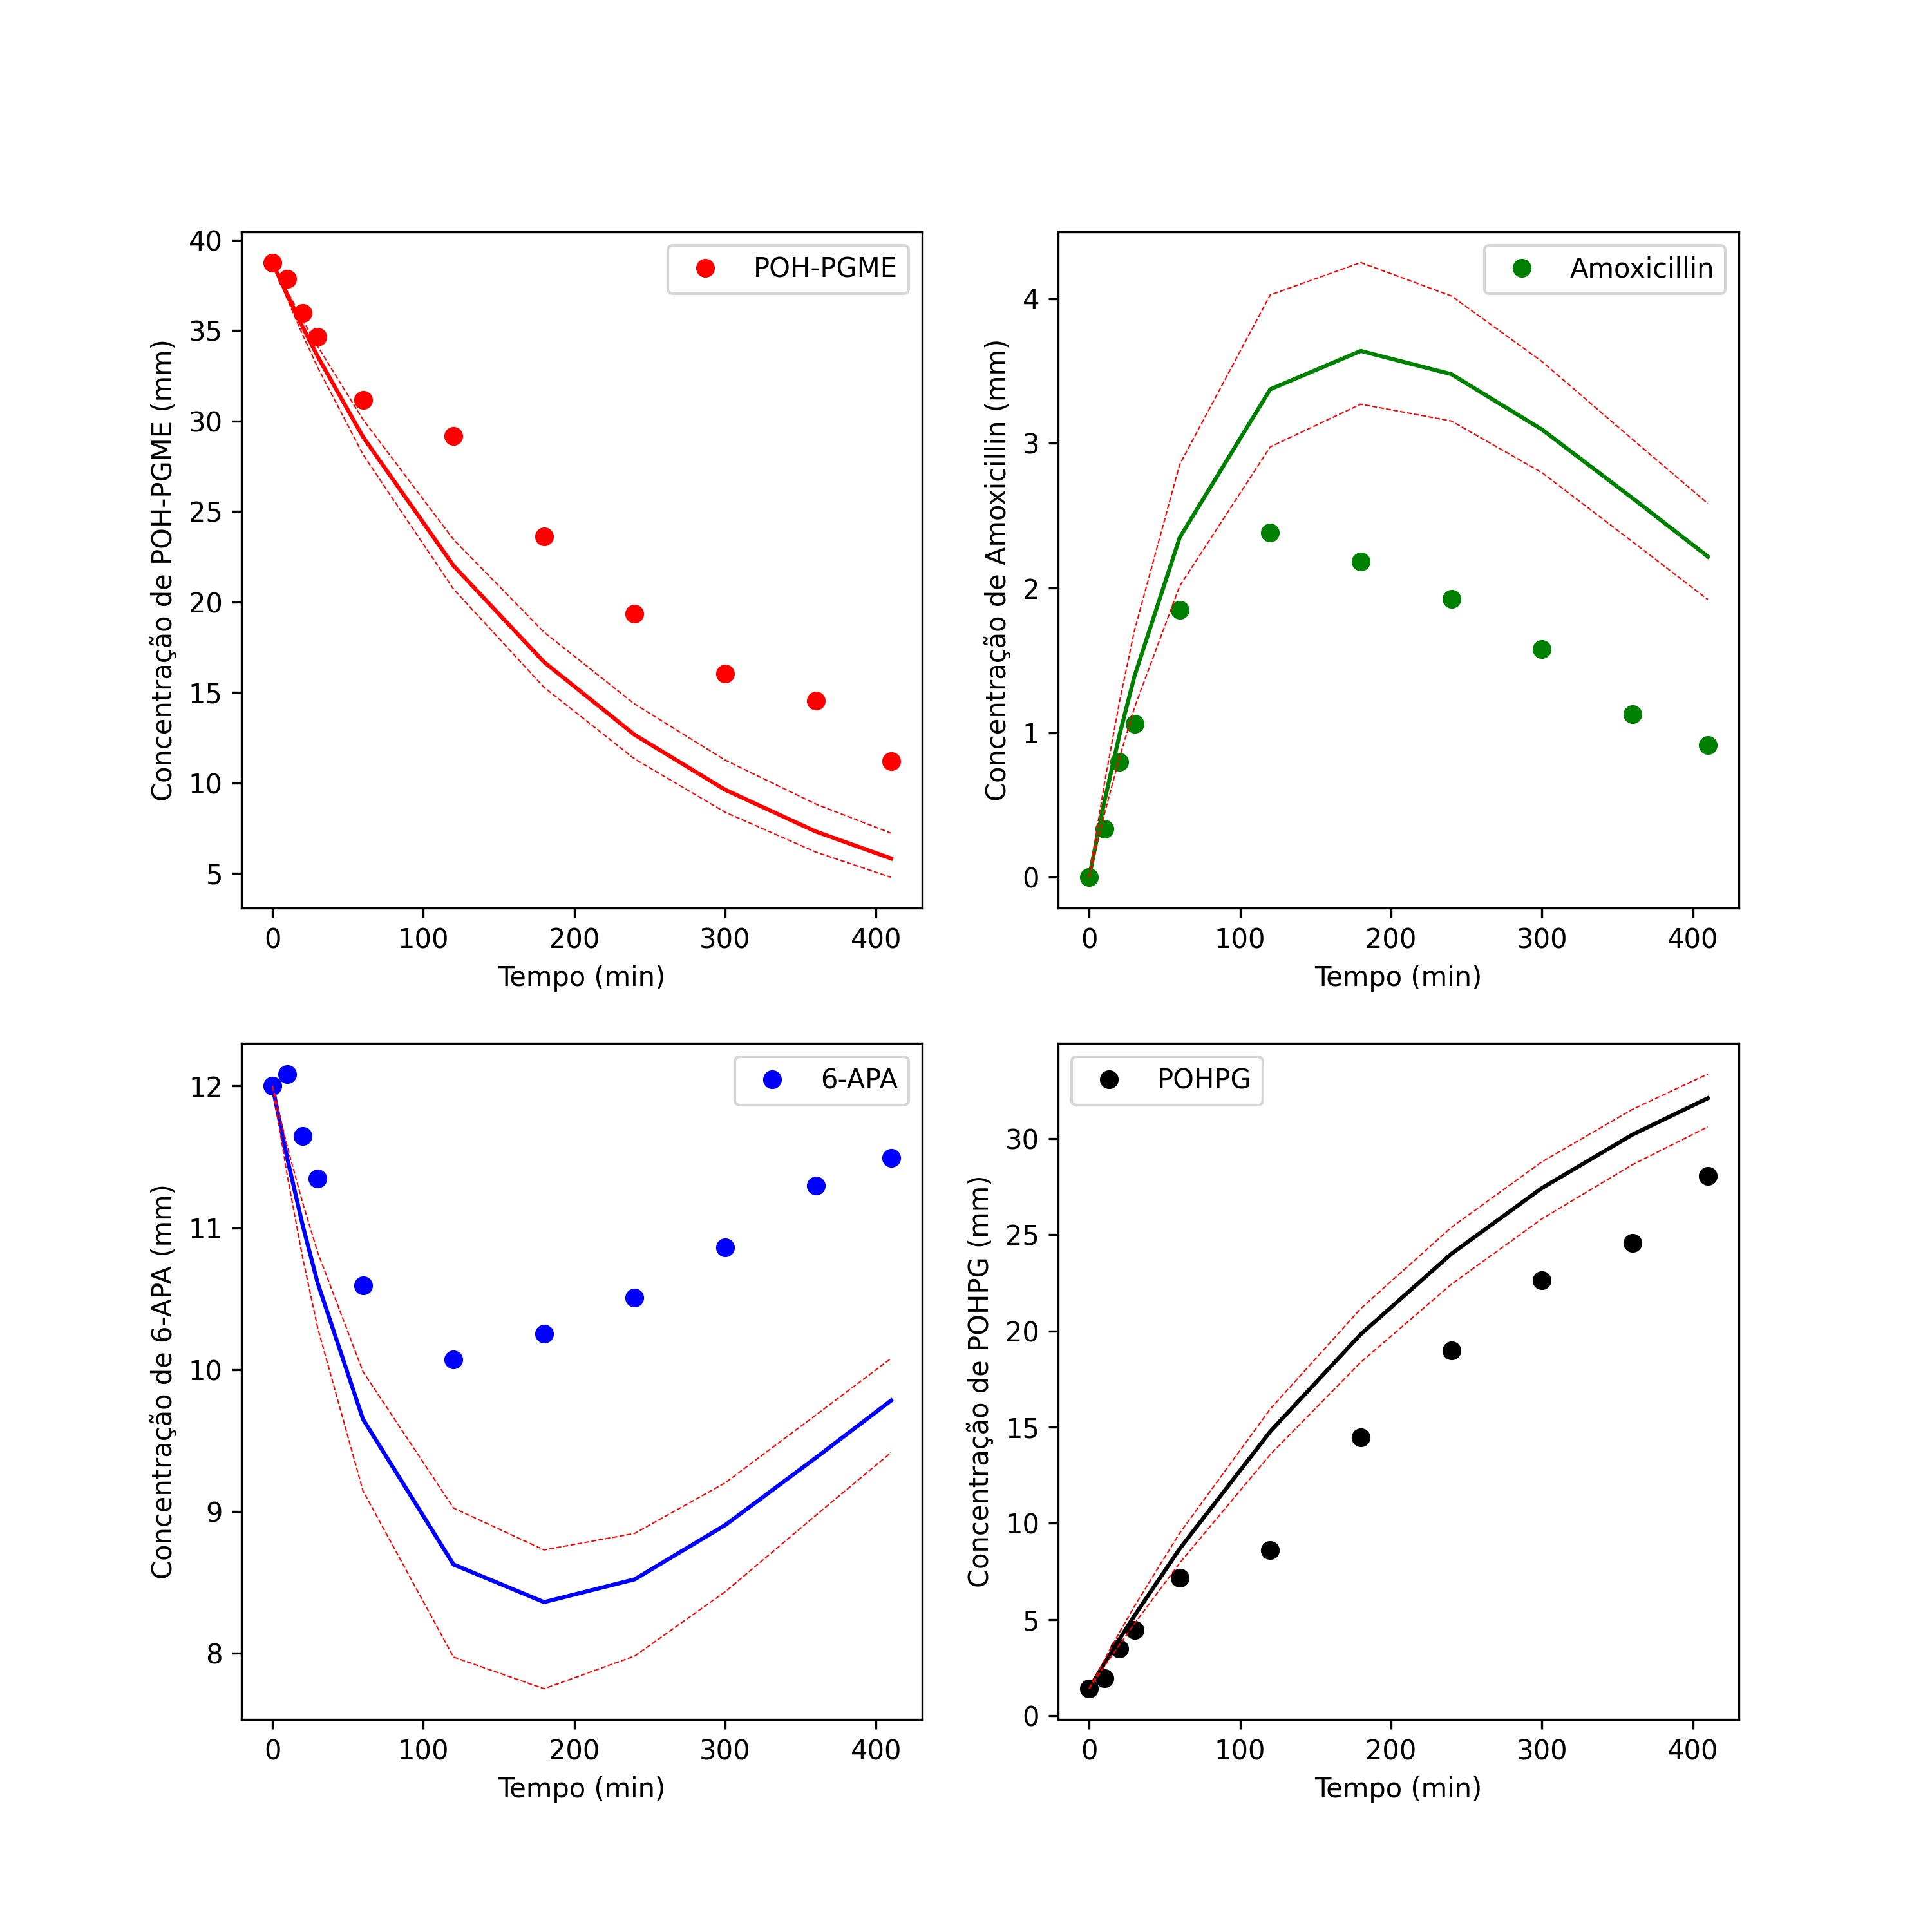 POH-PGME
Concentração de POH-PGME (mm)
40
35
30
25
20
15
10
5
0 100 200 300 400
Tempo (min)
Amoxicillin
Concentração de Amoxicillin (mm)
4
3
2
1
0
0 100 200 300 400
Tempo (min)
6-APA
Concentração de 6-APA (mm)
12
11
10
9
8
0 100 200 300 400
Tempo (min)
POHPG
Concentração de POHPG (mm)
30
25
20
15
10
5
0
0 100 200 300 400
Tempo (min)